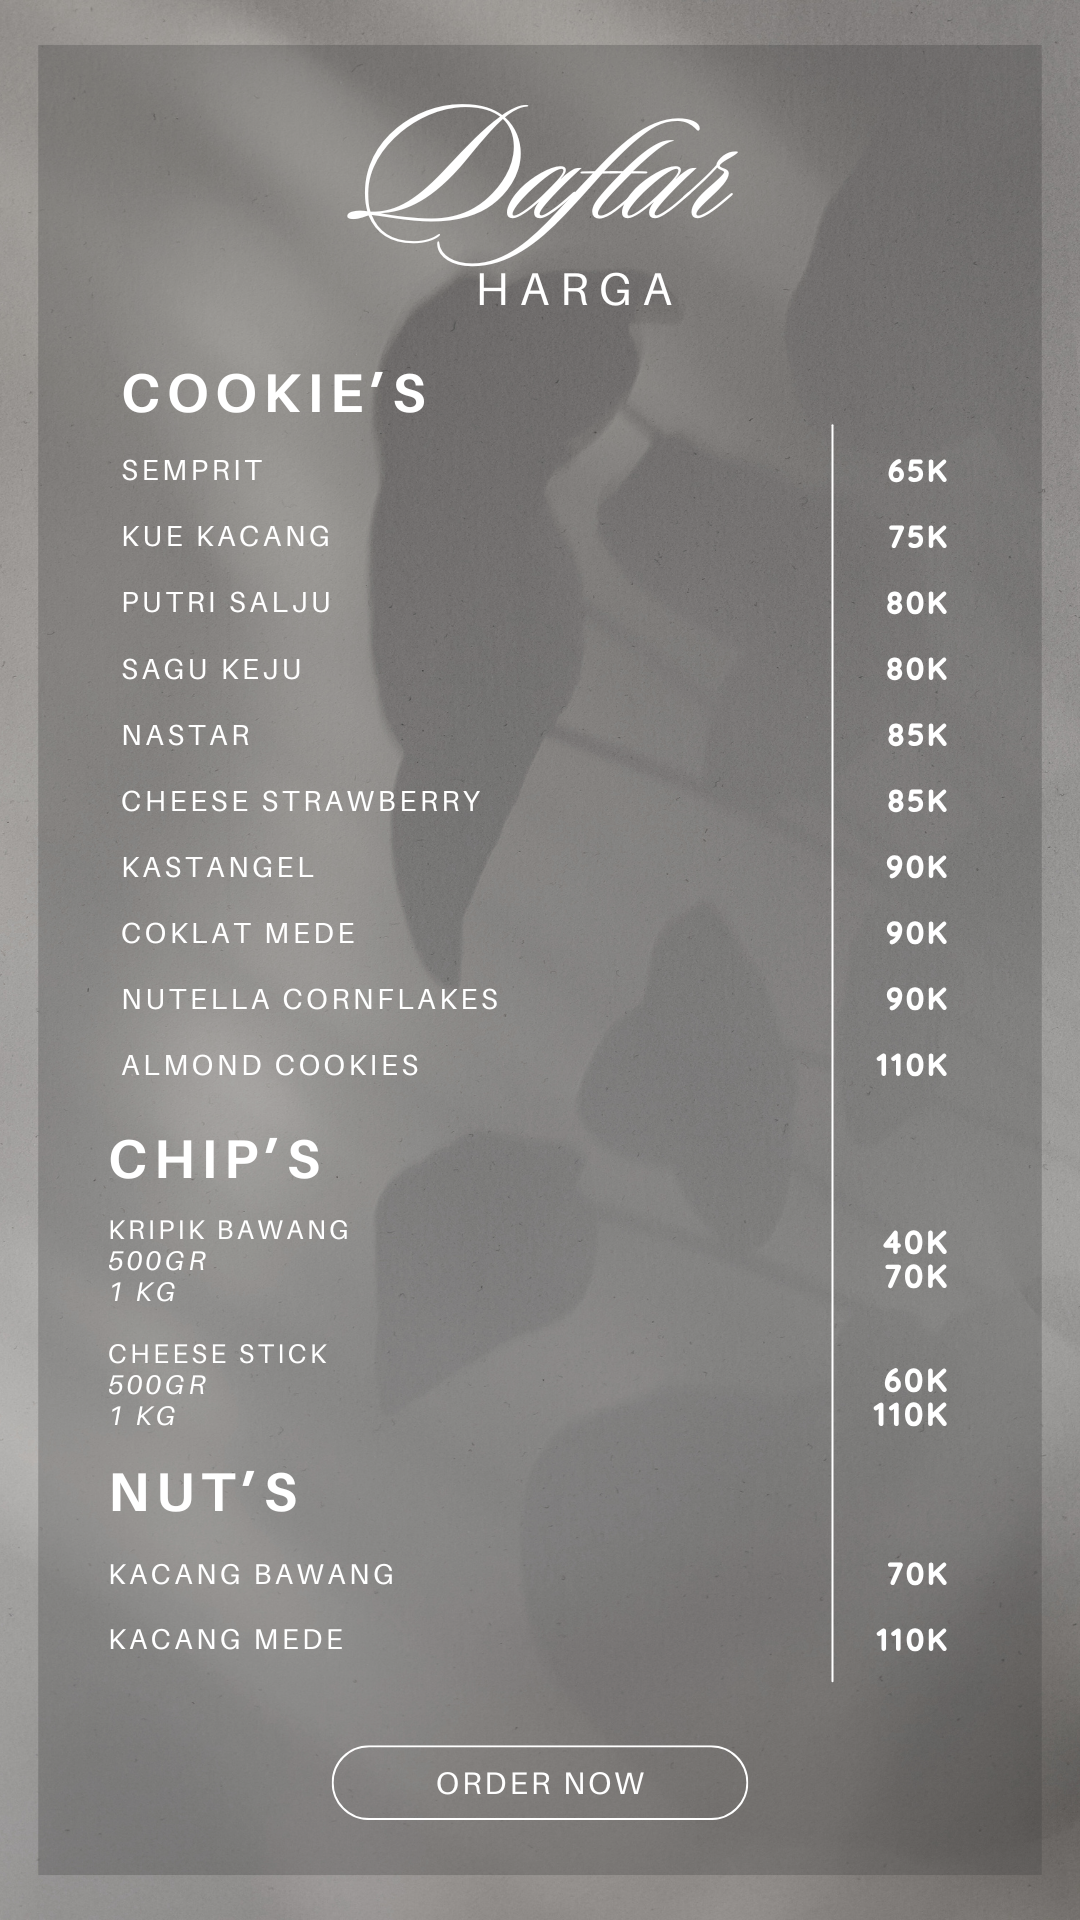 Daftar
HARGA
COOKIE'S
SEMPRIT 65K
KUE KACANG 75K
PUTRI SALJU 80K
SAGU KEJU 80K
NASTAR 85K
CHEESE STRAWBERRY 85K
KASTANGEL 90K
COKLAT MEDE 90K
NUTELLA CORNFLAKES 90K
ALMOND COOKIES 110K
CHIP'S
KRIPIK BAWANG
500GR 40K
1 KG 70K
CHEESE STICK
500GR 60K
1 KG 110K
NUT'S
KACANG BAWANG 70K
KACANG MEDE 110K
ORDER NOW